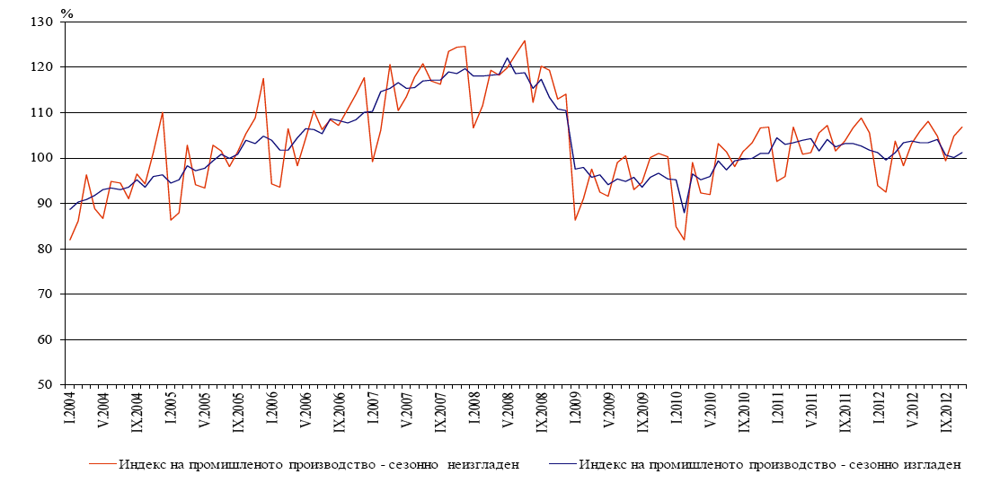 %
130
120
110
100
90
80
70
60
50
I.2004
V.2004
IX.2004
I.2005
V.2005
IX.2005
I.2006
V.2006
IX.2006
I.2007
V.2007
IX.2007
I.2008
V.2008
IX.2008
I.2009
V.2009
IX.2009
I.2010
V.2010
IX.2010
I.2011
V.2011
IX.2011
I.2012
V.2012
IX.2012
Индекс на промишленото производство - сезонно неизгладен
Индекс на промишленото производство - сезонно изгладен